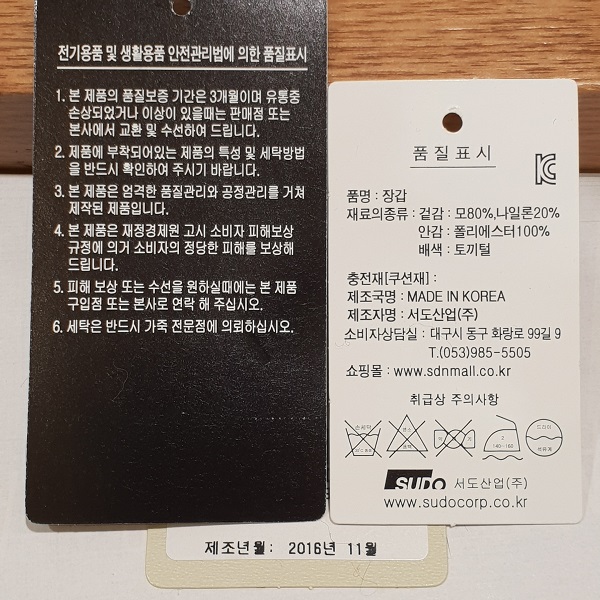 전기용품 및 생활용품 안전관리법에 의한 품질표시
1. 본 제품의 품질보증 기간은 3개월이며 유통중
손상되었거나 이상이 있을때는 판매점 또는
본사에서 교환 및 수선하여 드립니다.
2. 제품에 부착되어있는 제품의 특성 및 세탁방법
을 반드시 확인하여 주시기 바랍니다.
3. 본 제품은 엄격한 품질관리와 공정관리를 거쳐
제작된 제품입니다.
4. 본 제품은 재정경제원 고시 소비자 피해보상
규정에 의거 소비자의 정당한 피해를 보상해
드립니다.
5. 피해 보상 또는 수선을 원하실때에는 본 제품
구입점 또는 본사로 연락 해 주십시오.
6. 세탁은 반드시 가죽 전문점에 의뢰하십시오.
품질표시
품명 : 장갑
재료의종류 : 겉감 : 모80%,나일론20%
안감 : 폴리에스터100%
배색 : 토끼털
충전재[쿠션재] :
제조국명 : MADE IN KOREA
제조자명 : 서도산업(주)
소비자상담실 : 대구시 동구 화랑로 99길 9
T.(053)985-5505
쇼핑몰 : www.sdnmall.co.kr
취급상 주의사항
손세탁
염소
표백
2
140~160
드라이
석유계
SUDO 서도산업(주)
www.sudocorp.co.kr
제조년월: 2016년 11월